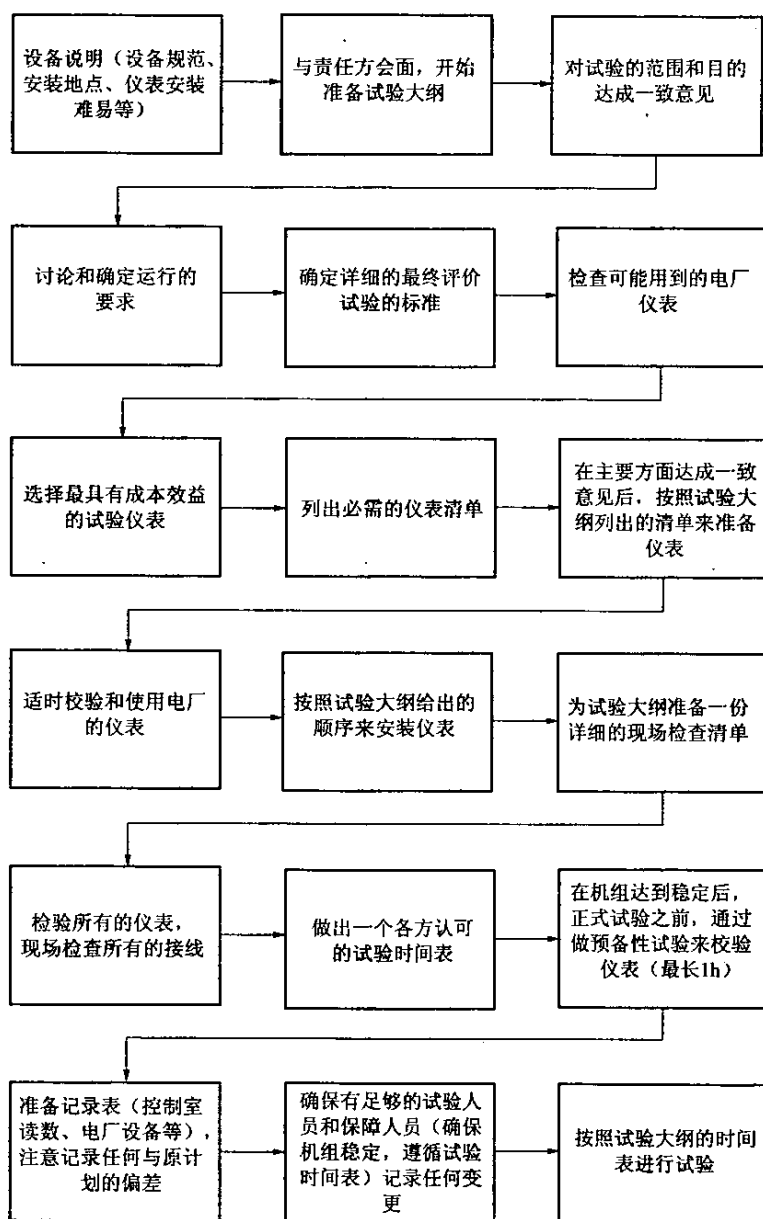 设备说明（设备规范、
安装地点、仪表安装
难易等）
与责任方会面，开始
准备试验大纲
对试验的范围和目的
达成一致意见
讨论和确定运行的
要求
确定详细的最终评价
试验的标准
检查可能用到的电厂
仪表
选择最具有成本效益
的试验仪表
列出必需的仪表清单
在主要方面达成一致
意见后，按照试验大
纲列出的清单来准备
仪表
适时校验和使用电厂
的仪表
按照试验大纲给出的
顺序来安装仪表
为试验大纲准备一份
详细的现场检查清单
检验所有的仪表，
现场检查所有的接线
做出一个各方认可
的试验时间表
在机组达到稳定后，
正式试验之前，通过
做预备性试验来校验
仪表（最长1h）
准备记录表（控制室
读数、电厂设备等），
注意记录任何与原计
划的偏差
确保有足够的试验人
员和保障人员（确保
机组稳定，遵循试验
时间表）记录任何变
更
按照试验大纲的时间
表进行试验